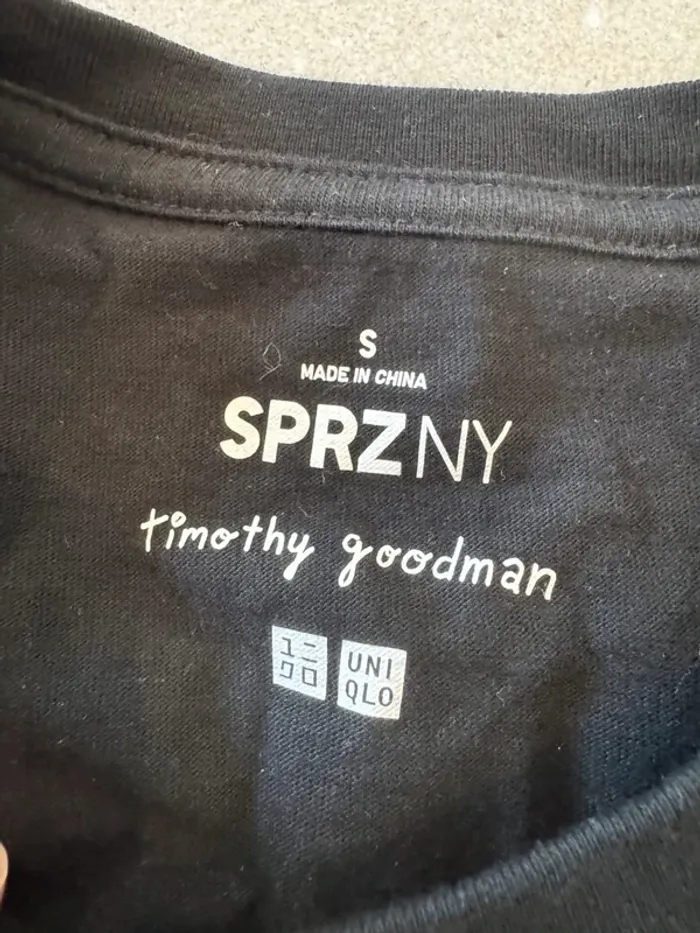 S
MADE IN CHINA
SPRZ NY
timothy goodman
ユニ
クロ
UNI
QLO